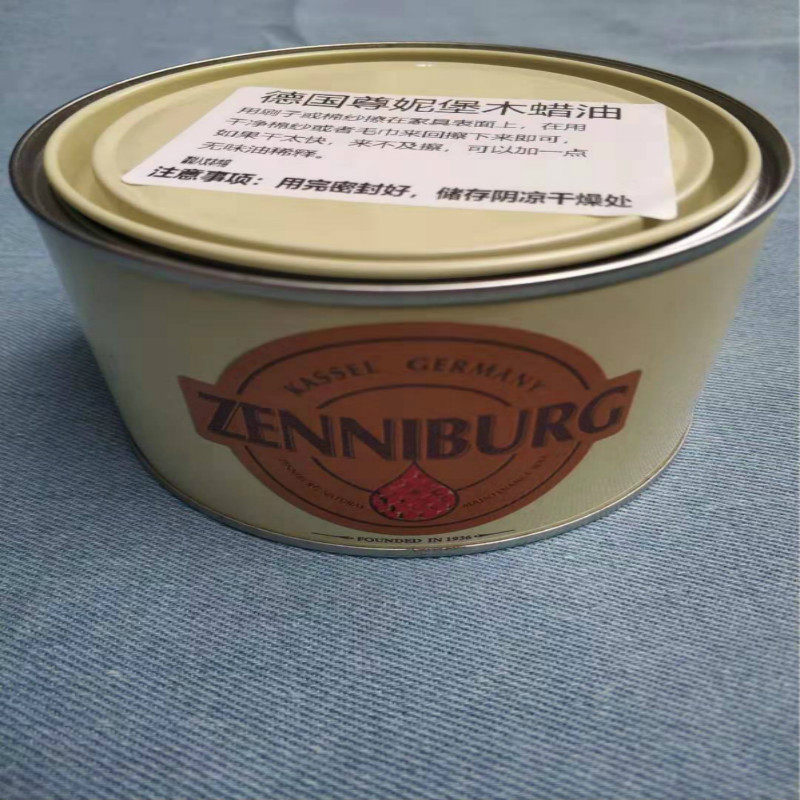 德国尊妮堡木蜡油
用刷子或棉纱擦在家具表面上，在用
干净棉纱或者毛巾来回擦下来即可，
如果干太快，来不及擦，可以加一点
无味油稀释。
注意事项：用完密封好，储存阴凉干燥处
KASSEL GERMANY
ZENNIBURG
FOUNDED IN 1936